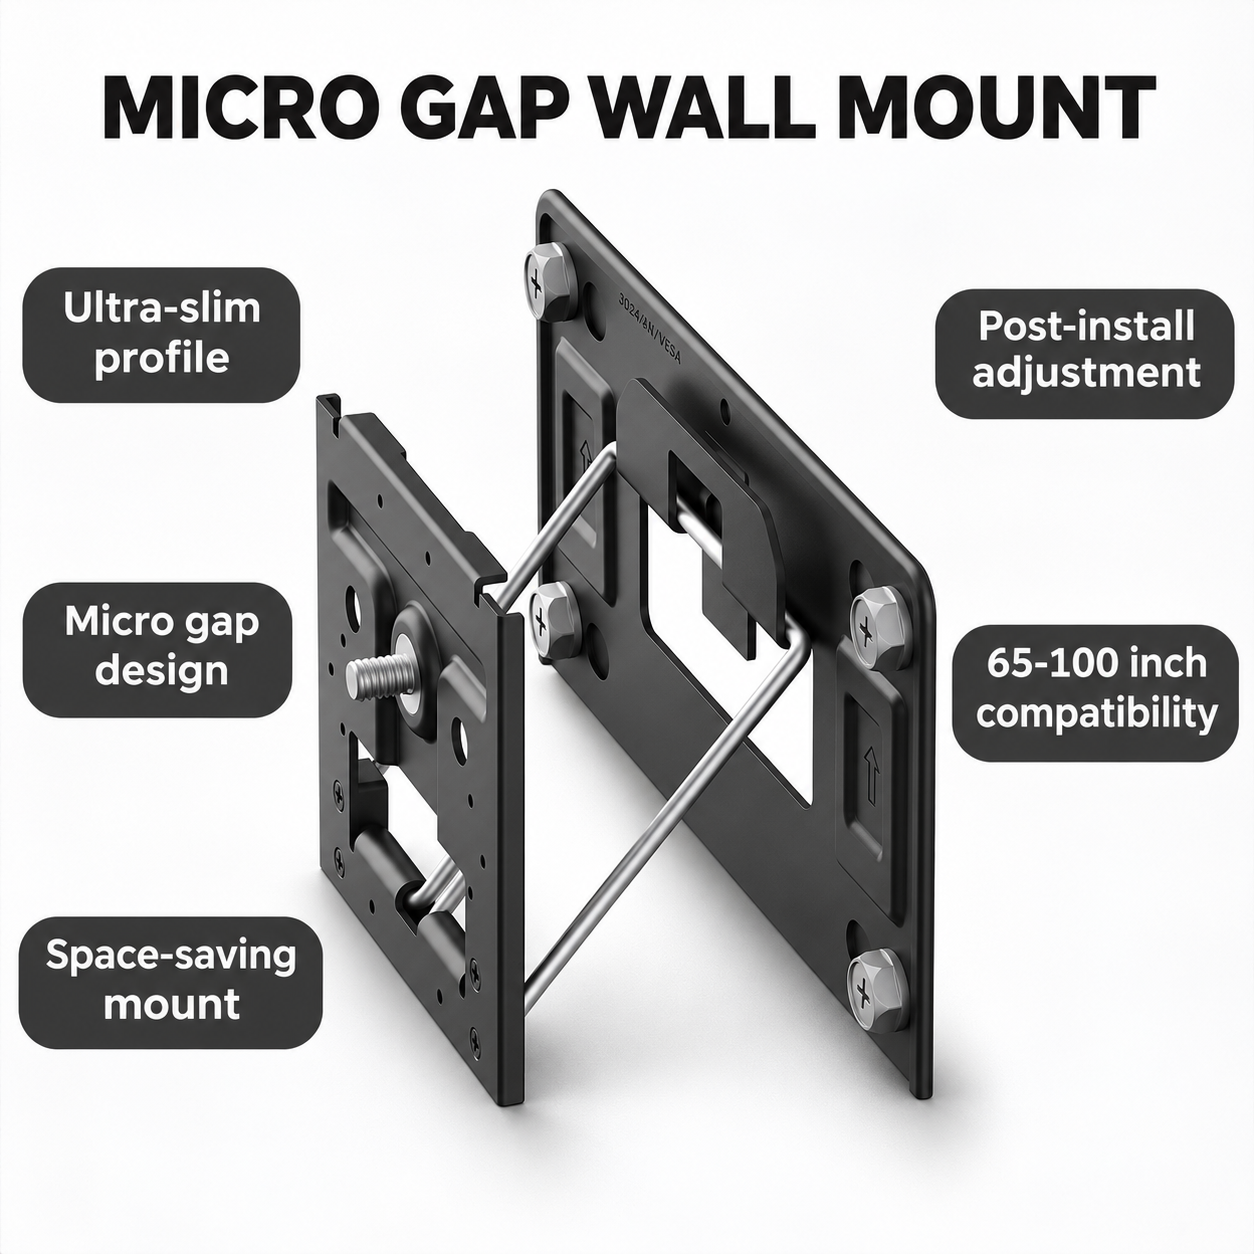 MICRO GAP WALL MOUNT
Ultra-slim
profile
Post-install
adjustment
Micro gap
design
65-100 inch
compatibility
Space-saving
mount